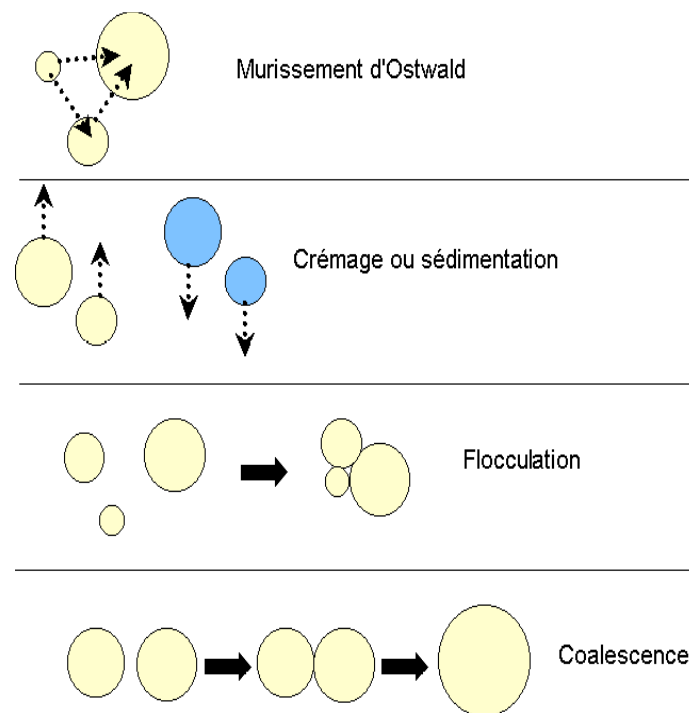 Murissement d'Ostwald
Crémage ou sédimentation
Flocculation
Coalescence